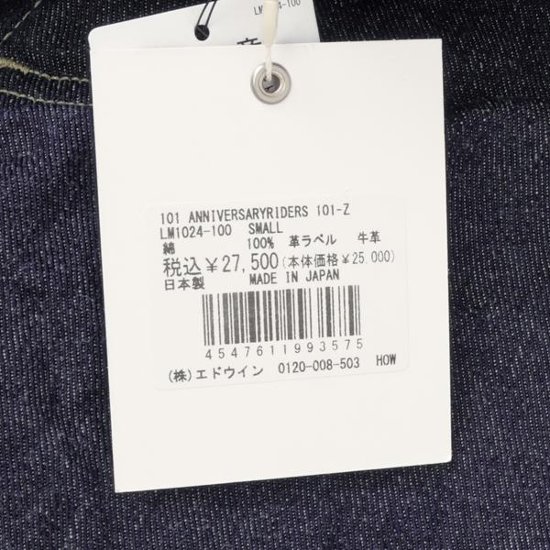 101 ANNIVERSARYRIDERS 101-Z
LM1024-100 SMALL
綿 100% 革ラベル 牛革
税込¥27,500(本体価格¥25,000)
日本製 MADE IN JAPAN
4547611993575
(株)エドウイン 0120-008-503 HOW